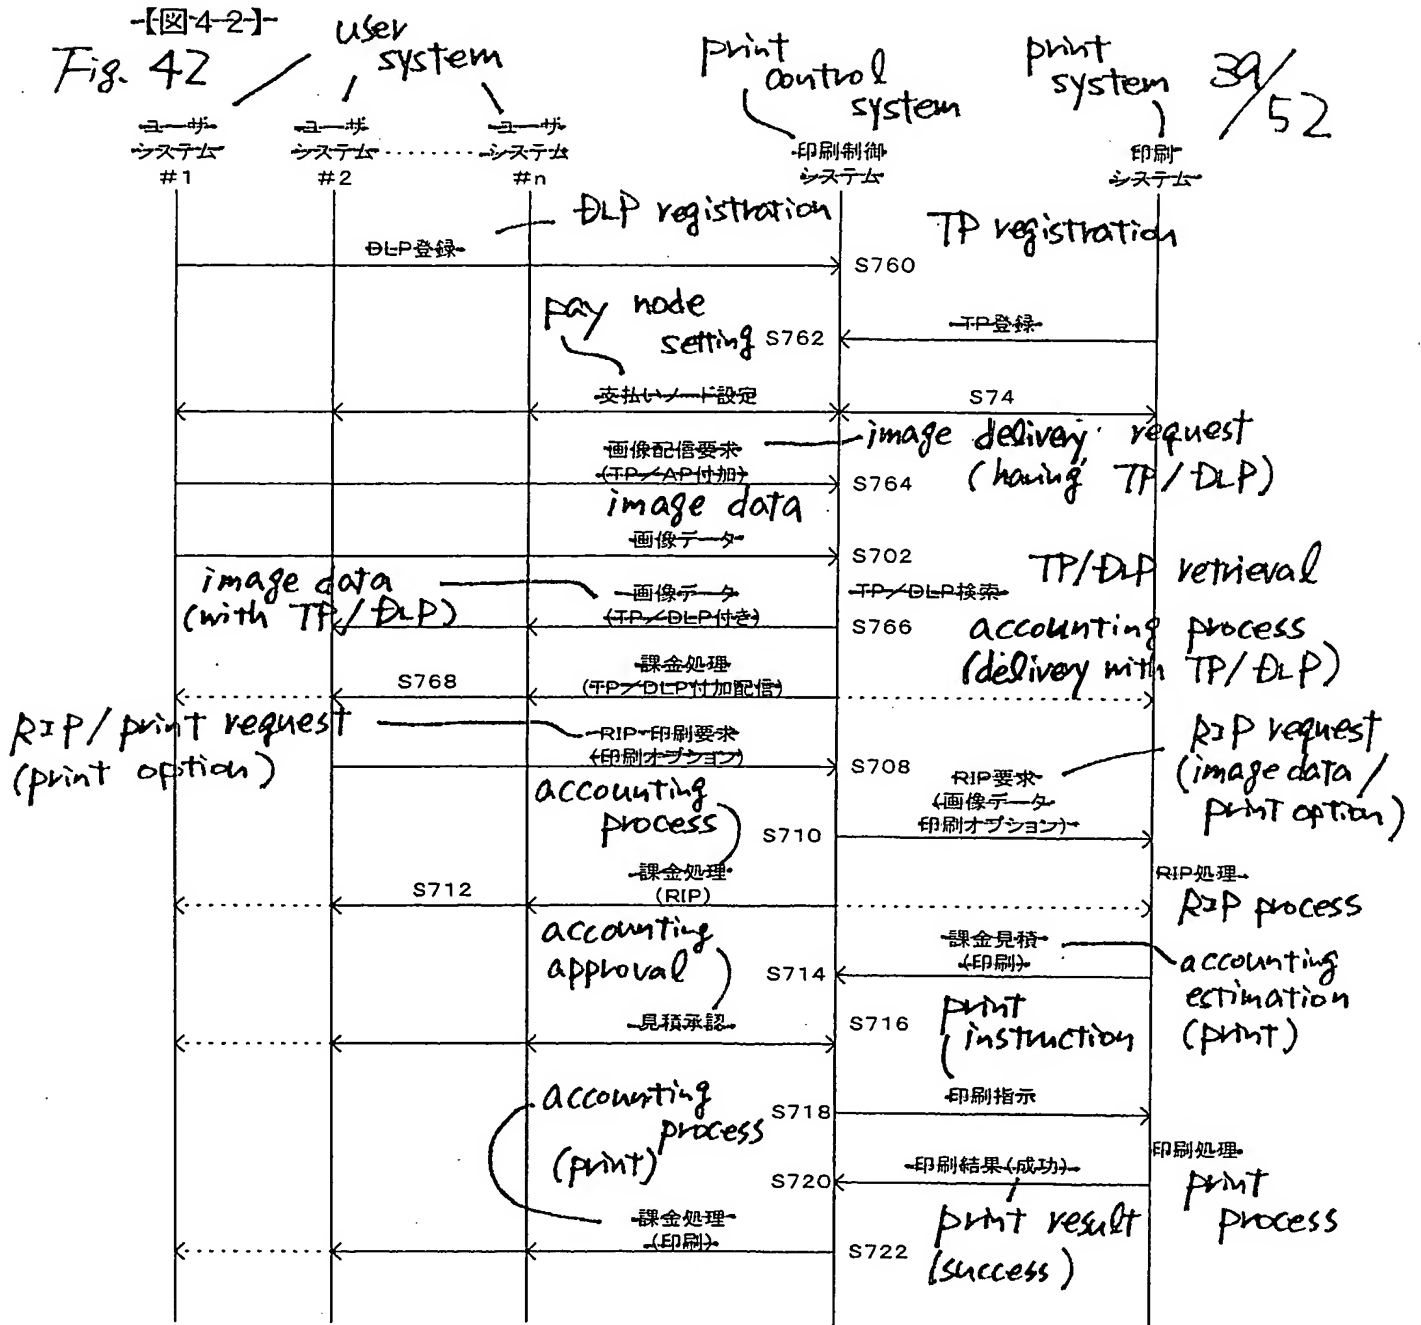 【図42】
Fig. 42
user
system
print
control
system
print
system
39/52
ユーザ
システム
#1
ユーザ
システム
#2
ユーザ
システム
#n
印刷制御
システム
印刷
システム
DLP registration
TP registration
DLP登録
S760
pay node
setting
S762
TP登録
支払いノード設定
S74
画像配信要求
(TP/AP付加)
S764
image delivery request
(having TP/DLP)
image data
画像データ
S702
image data
(with TP/DLP)
画像データ
(TP/DLP付き)
TP/DLP検索
S766
TP/DLP retrieval
accounting process
(delivery with TP/DLP)
S768
課金処理
(TP/DLP付加配信)
RIP/print request
(print option)
RIP・印刷要求
(印刷オプション)
S708
RIP要求
(画像データ
印刷オプション)
RIP request
(image data/
print option)
accounting
process
S710
S712
課金処理
(RIP)
RIP処理
RIP process
accounting
approval
S714
課金見積
(印刷)
accounting
estimation
(print)
見積承認
S716
print
instruction
accounting
process
(print)
S718
印刷指示
S720
印刷結果(成功)
印刷処理
print
process
課金処理
(印刷)
S722
print result
(success)